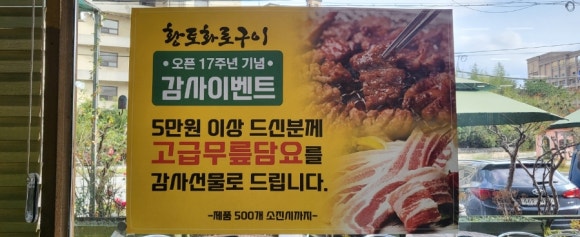 황토화로구이
• 오픈 17주년 기념 •
감사이벤트
5만원 이상 드신분께
고급무릎담요를
감사선물로 드립니다.
-제품 500개 소진시까지-